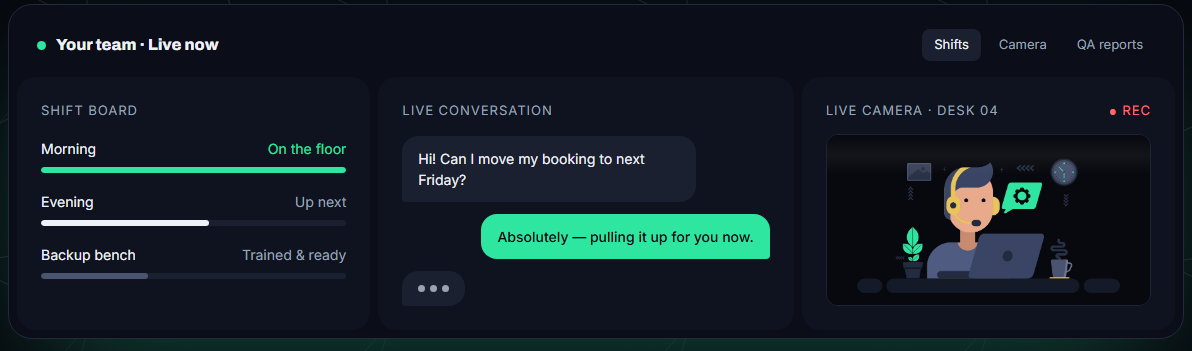 Your team · Live now
Shifts
Camera
QA reports
SHIFT BOARD
Morning
On the floor
Evening
Up next
Backup bench
Trained & ready
LIVE CONVERSATION
Hi! Can I move my booking to next
Friday?
Absolutely — pulling it up for you now.
LIVE CAMERA · DESK 04
REC